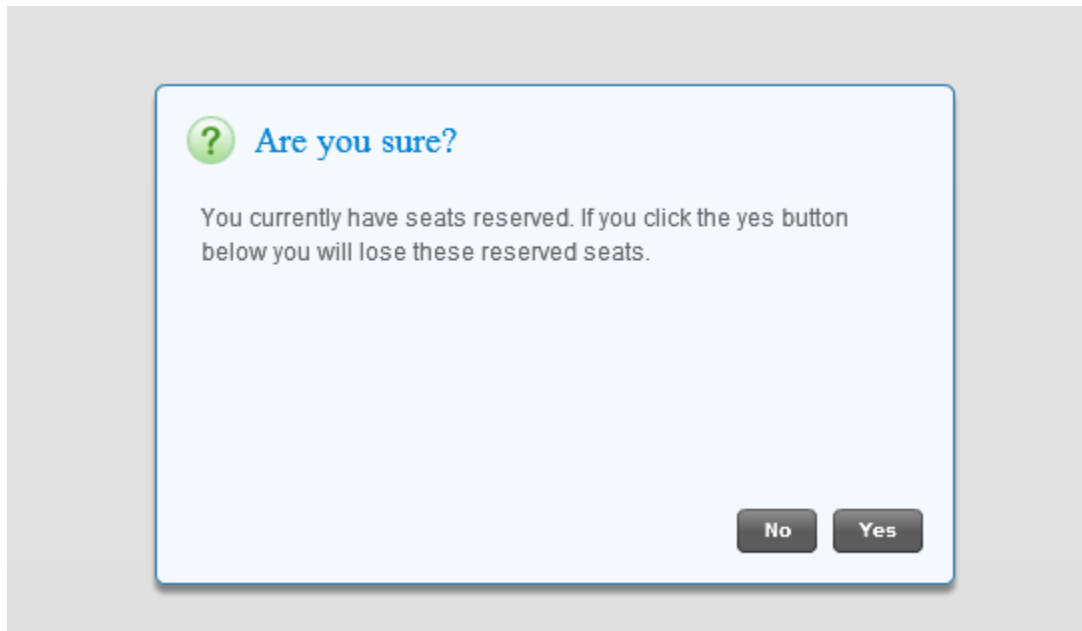 ?
Are you sure?
You currently have seats reserved. If you click the yes button
below you will lose these reserved seats.
No Yes